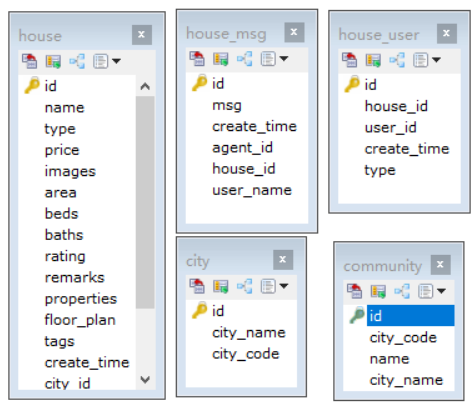 house
id
name
type
price
images
area
beds
baths
rating
remarks
properties
floor_plan
tags
create_time
city_id
house_msg
id
msg
create_time
agent_id
house_id
user_name
house_user
id
house_id
user_id
create_time
type
city
id
city_name
city_code
community
id
city_code
name
city_name